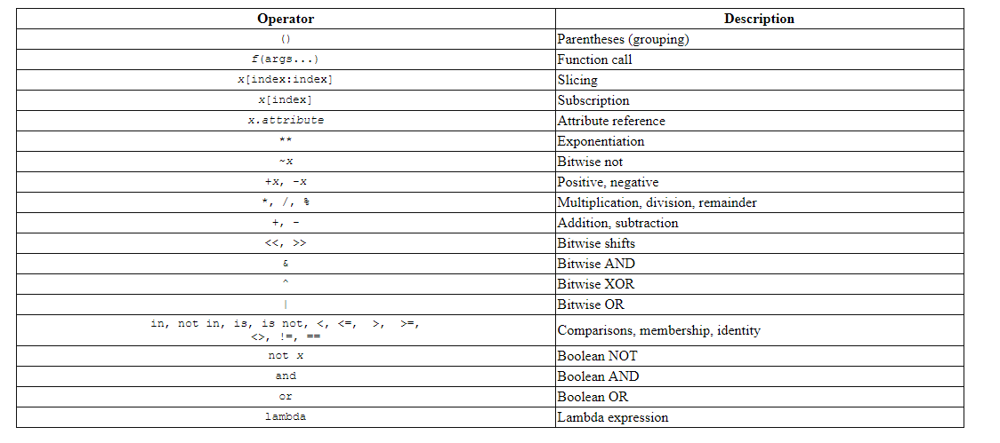 Operator Description
() Parentheses (grouping)
f(args...) Function call
x[index:index] Slicing
x[index] Subscription
x.attribute Attribute reference
** Exponentiation
~x Bitwise not
+x, -x Positive, negative
*, /, % Multiplication, division, remainder
+, - Addition, subtraction
<<, >> Bitwise shifts
& Bitwise AND
^ Bitwise XOR
| Bitwise OR
in, not in, is, is not, <, <=, >, >=,
<>, !=, == Comparisons, membership, identity
not x Boolean NOT
and Boolean AND
or Boolean OR
lambda Lambda expression